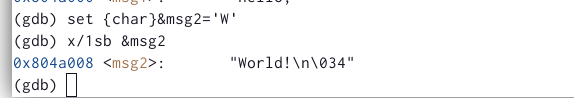 (gdb) set {char}&msg2='W'
(gdb) x/1sb &msg2
0x804a008 <msg2>:       "World!\n\034"
(gdb)